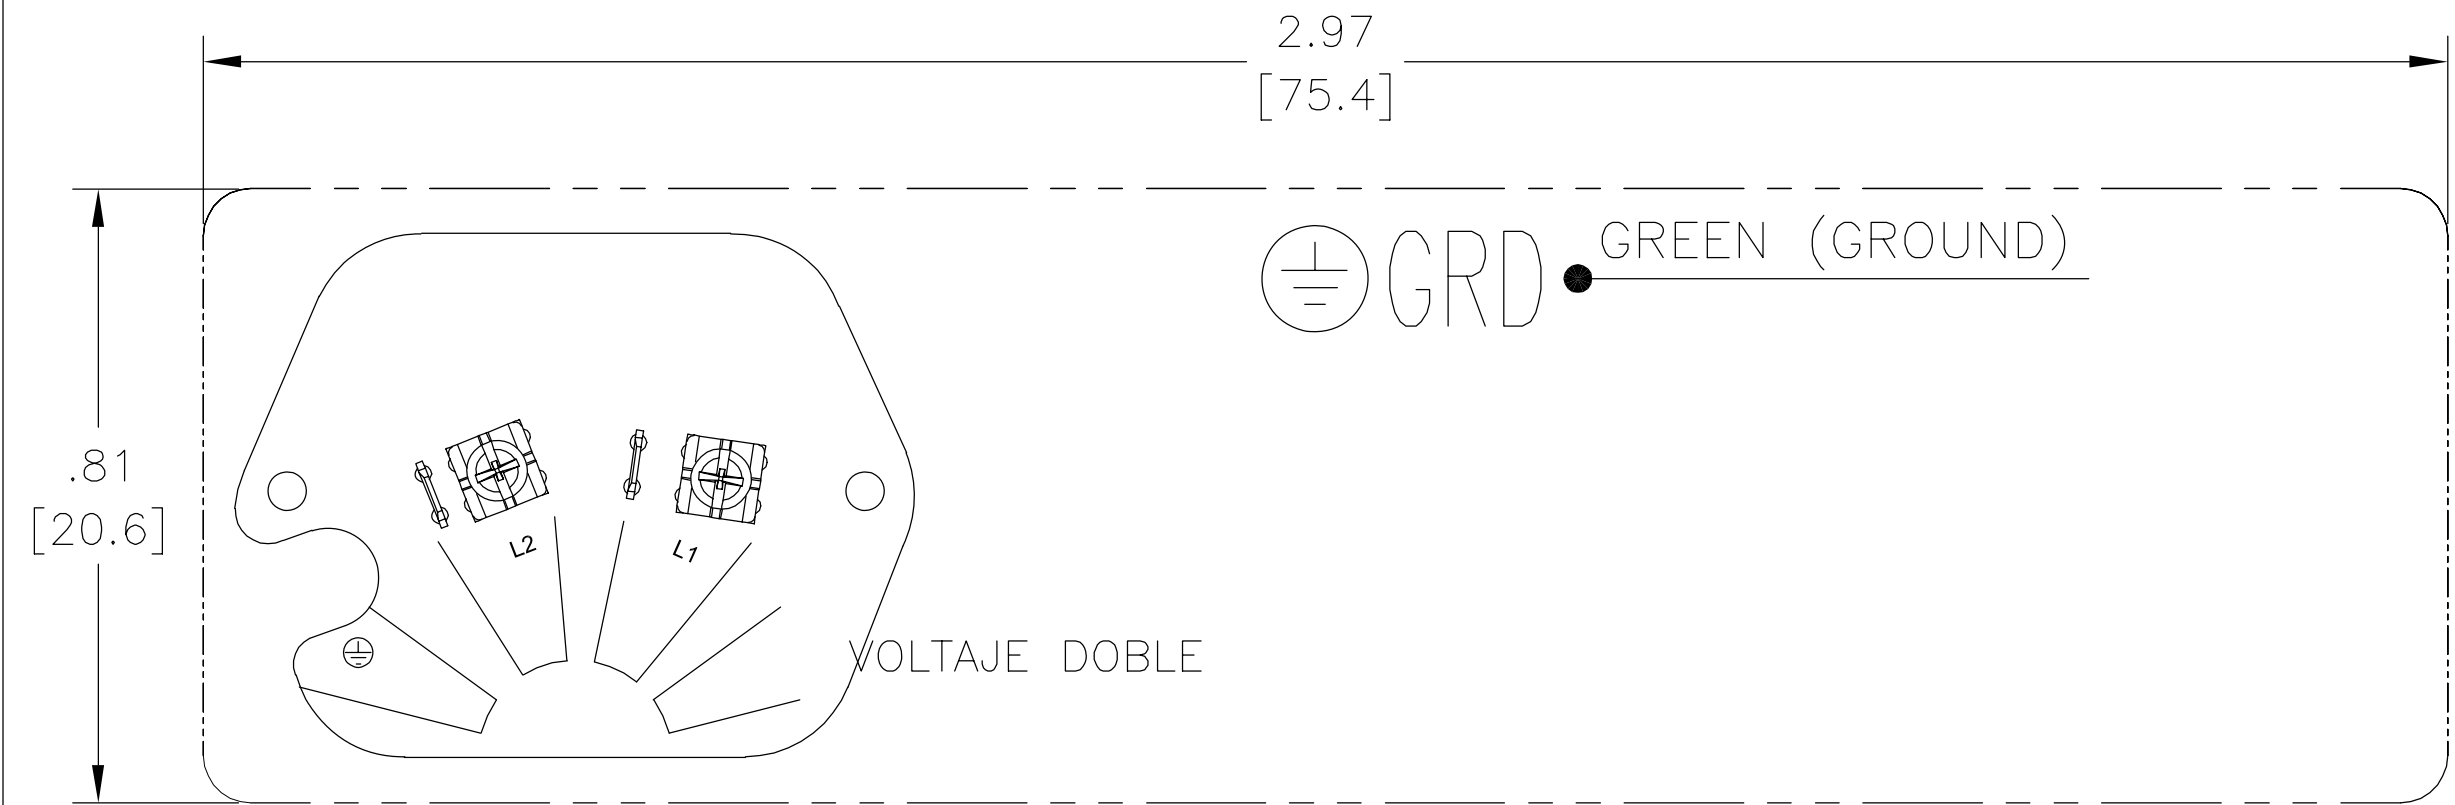 2.97
[75.4]
GRD
GREEN (GROUND)
.81
[20.6]
L2
L1
VOLTAJE DOBLE